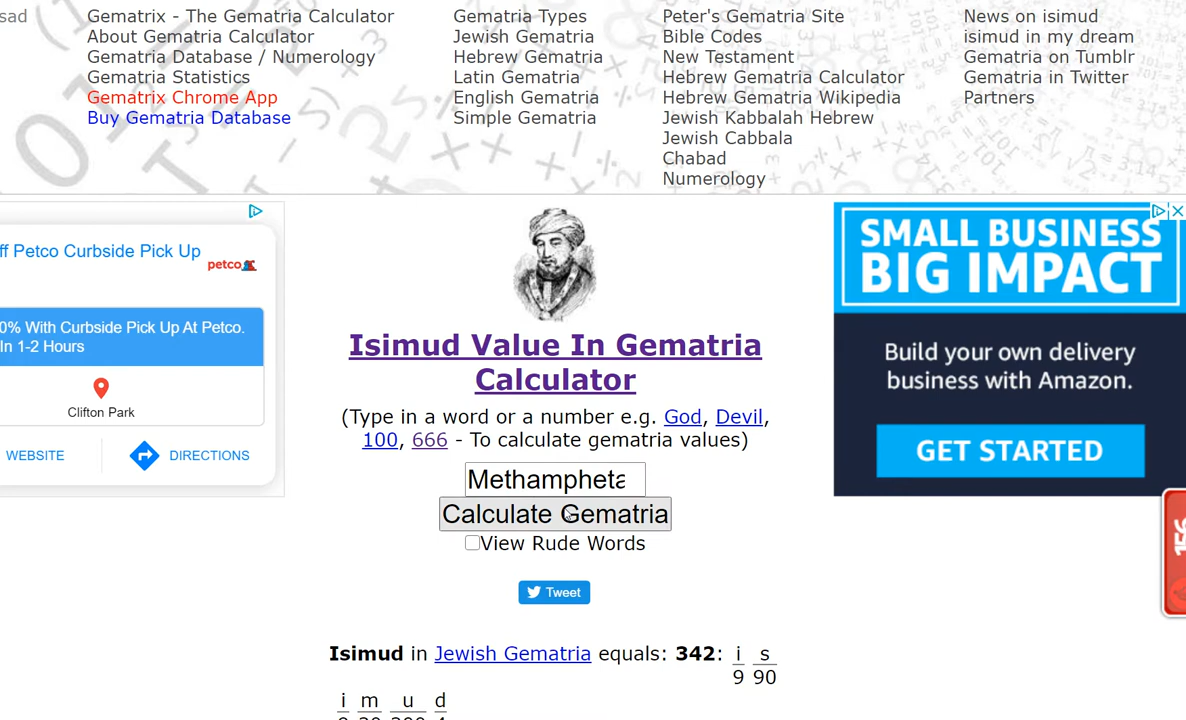 sad
Gematrix - The Gematria Calculator
About Gematria Calculator
Gematria Database / Numerology
Gematria Statistics
Gematrix Chrome App
Buy Gematria Database
Gematria Types
Jewish Gematria
Hebrew Gematria
Latin Gematria
English Gematria
Simple Gematria
Peter's Gematria Site
Bible Codes
New Testament
Hebrew Gematria Calculator
Hebrew Gematria Wikipedia
Jewish Kabbalah Hebrew
Jewish Cabbala
Chabad
Numerology
News on isimud
isimud in my dream
Gematria on Tumblr
Gematria in Twitter
Partners
ff Petco Curbside Pick Up
petco
0% With Curbside Pick Up At Petco.
In 1-2 Hours
Clifton Park
WEBSITE
DIRECTIONS
Isimud Value In Gematria
Calculator
(Type in a word or a number e.g. God, Devil,
100, 666 - To calculate gematria values)
Methampheta
Calculate Gematria
View Rude Words
Tweet
Isimud in Jewish Gematria equals: 342: i s
9 90
i m u d
SMALL BUSINESS
BIG IMPACT
Build your own delivery
business with Amazon.
GET STARTED
156